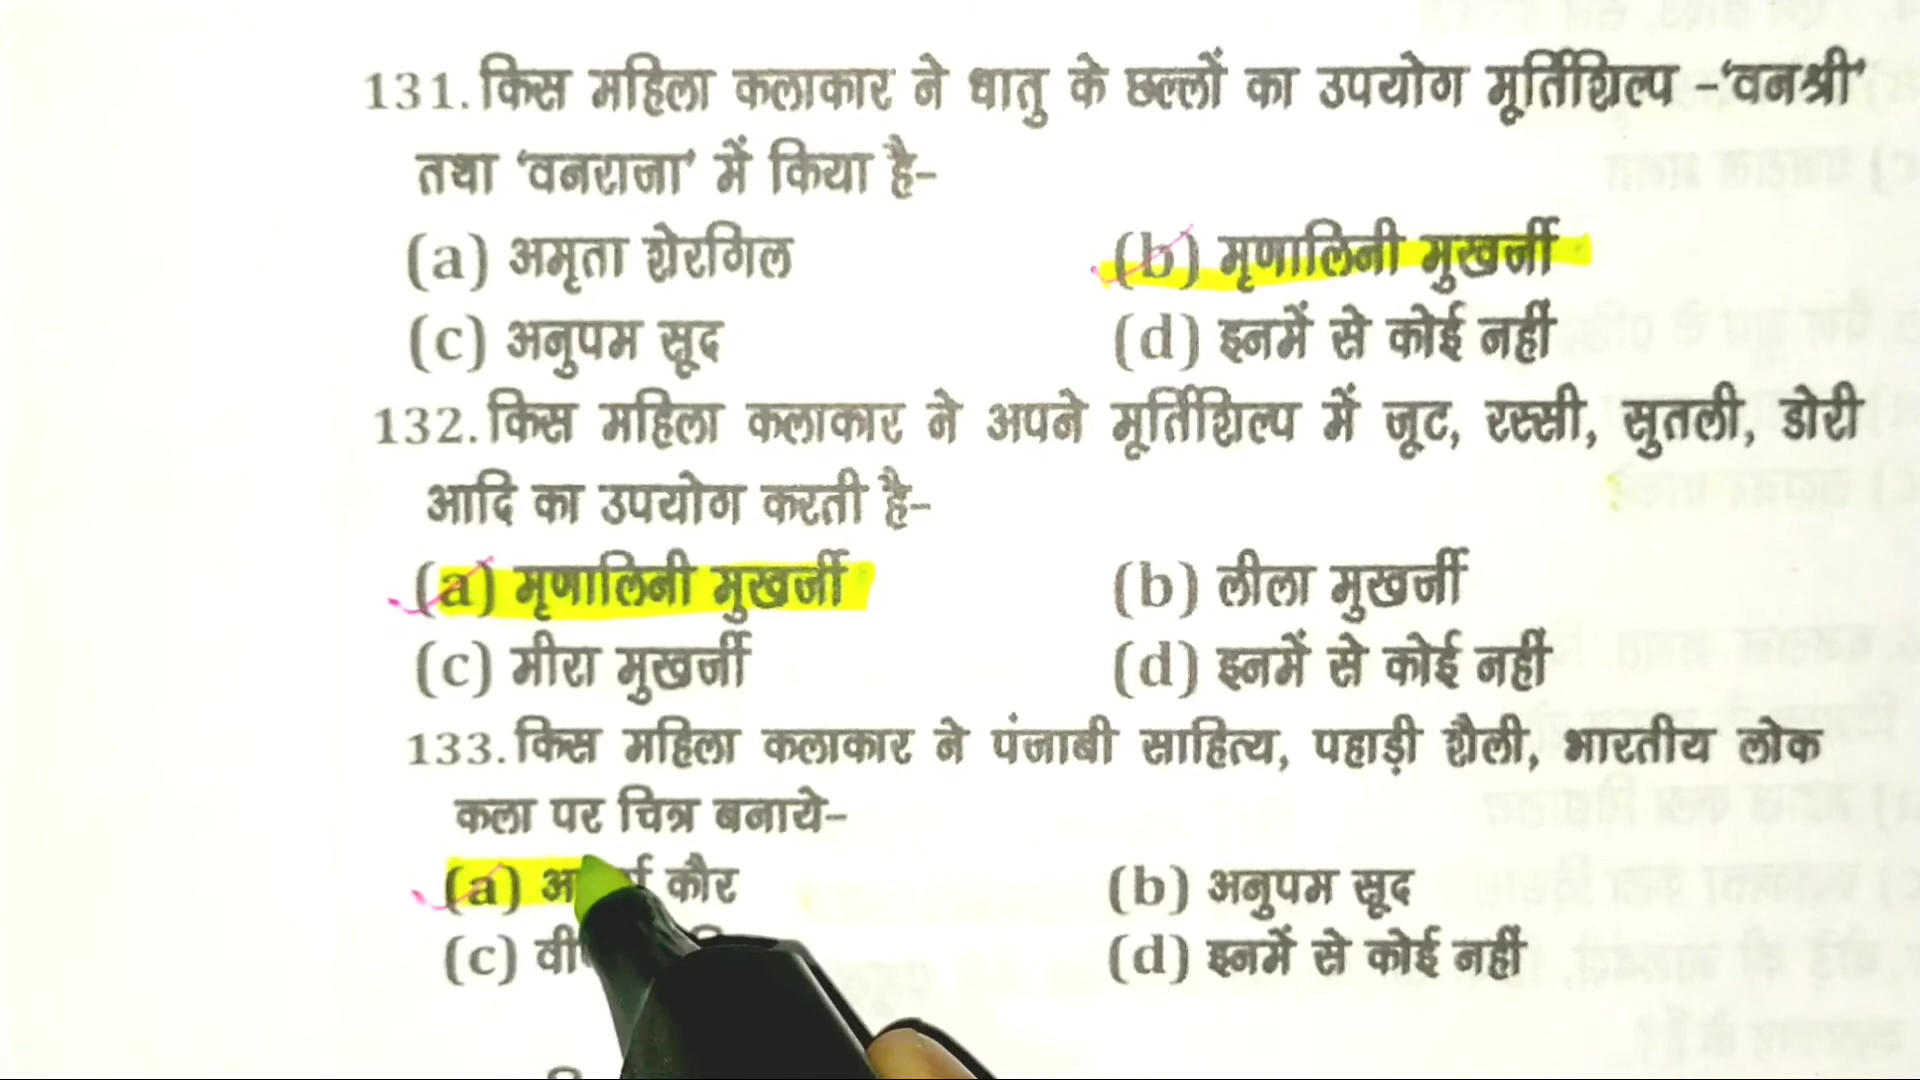 131. किस महिला कलाकार ने धातु के छल्लों का उपयोग मूर्तिशिल्प -‘वनश्री’
तथा ‘वनराजा’ में किया है-
(a) अमृता शेरगिल (b) मृणालिनी मुखर्जी
(c) अनुपम सूद (d) इनमें से कोई नहीं
132. किस महिला कलाकार ने अपने मूर्तिशिल्प में जूट, रस्सी, सुतली, डोरी
आदि का उपयोग करती है-
(a) मृणालिनी मुखर्जी (b) लीला मुखर्जी
(c) मीरा मुखर्जी (d) इनमें से कोई नहीं
133. किस महिला कलाकार ने पंजाबी साहित्य, पहाड़ी शैली, भारतीय लोक
कला पर चित्र बनाये-
(a) कौर (b) अनुपम सूद
(c) (d) इनमें से कोई नहीं